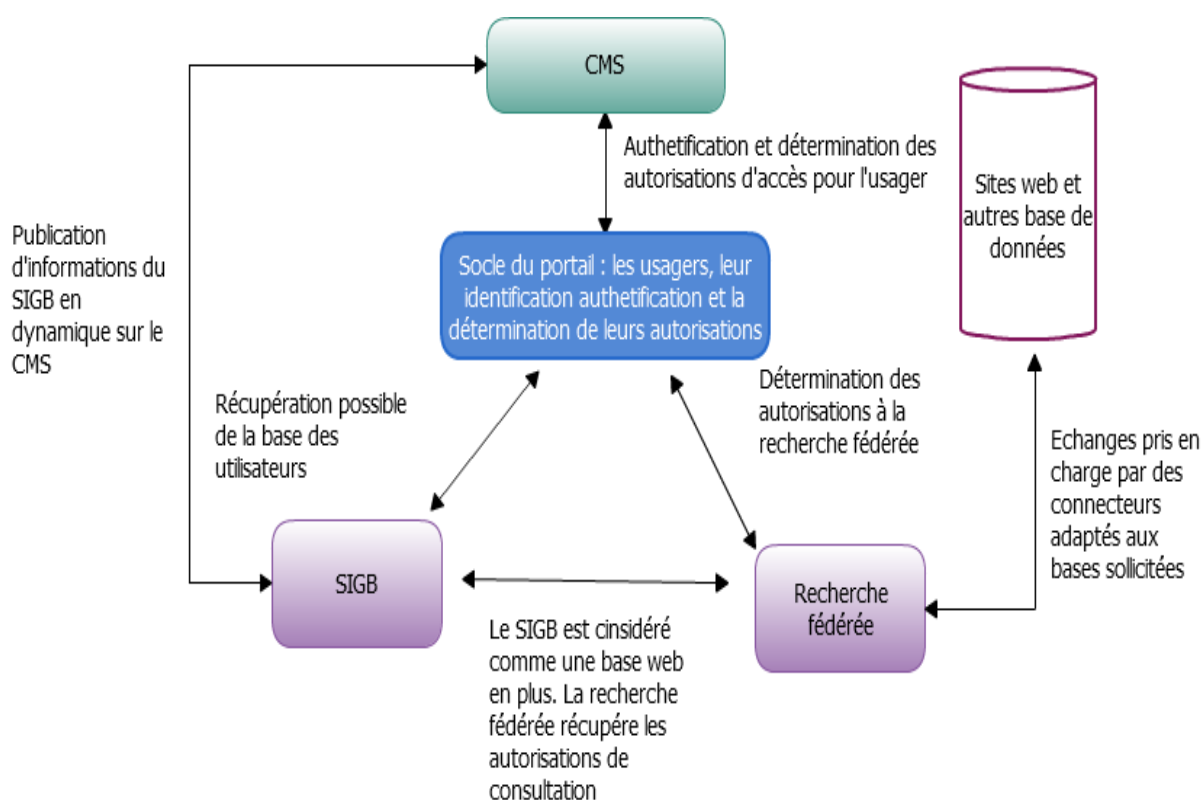 CMS
Authetification et détermination des
autorisations d'accès pour l'usager
Sites web et
autres base de
données
Publication
d'informations du
SIGB en
dynamique sur le
CMS
Socle du portail : les usagers, leur
identification authetification et la
détermination de leurs autorisations
Récupération possible
de la base des
utilisateurs
Détermination des
autorisations à la
recherche fédérée
Echanges pris en
charge par des
connecteurs
adaptés aux
bases sollicitées
SIGB
Recherche
fédérée
Le SIGB est cinsidéré
comme une base web
en plus. La recherche
fédérée récupére les
autorisations de
consultation